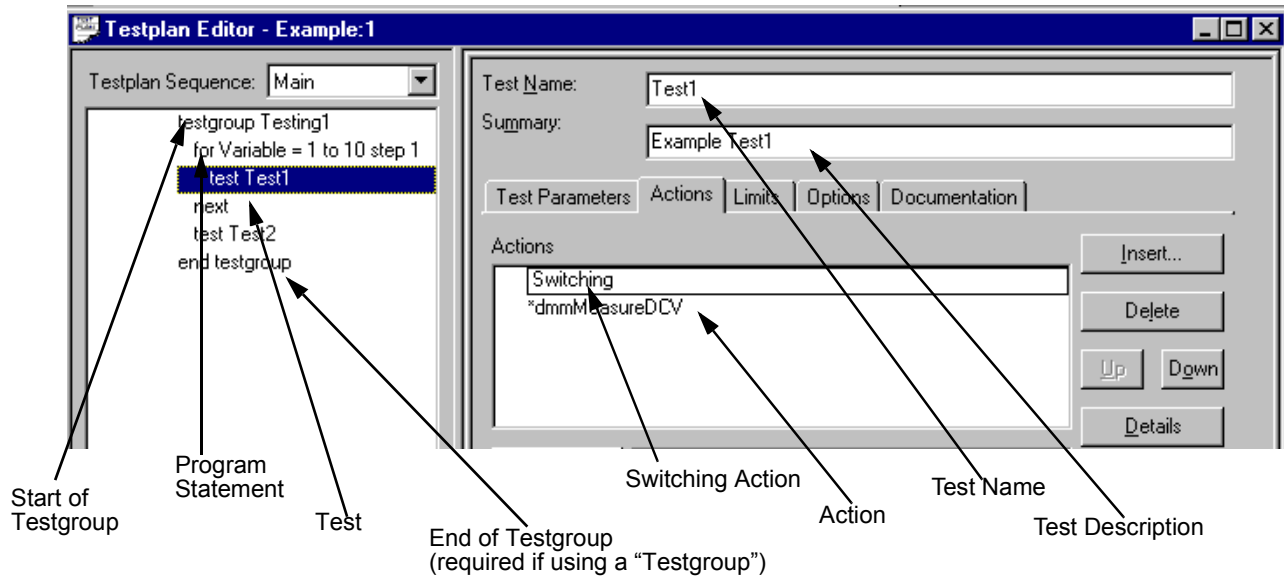 Testplan Editor - Example:1
Testplan Sequence: Main
testgroup Testing1
for Variable = 1 to 10 step 1
test Test1
next
test Test2
end testgroup
Test Name: Test1
Summary: Example Test1
Test Parameters Actions Limits Options Documentation
Actions
Switching
*dmmMeasureDCV
Insert...
Delete
Up Down
Details
Start of
Testgroup
Program
Statement
Test
End of Testgroup
(required if using a “Testgroup”)
Switching Action
Action
Test Name
Test Description